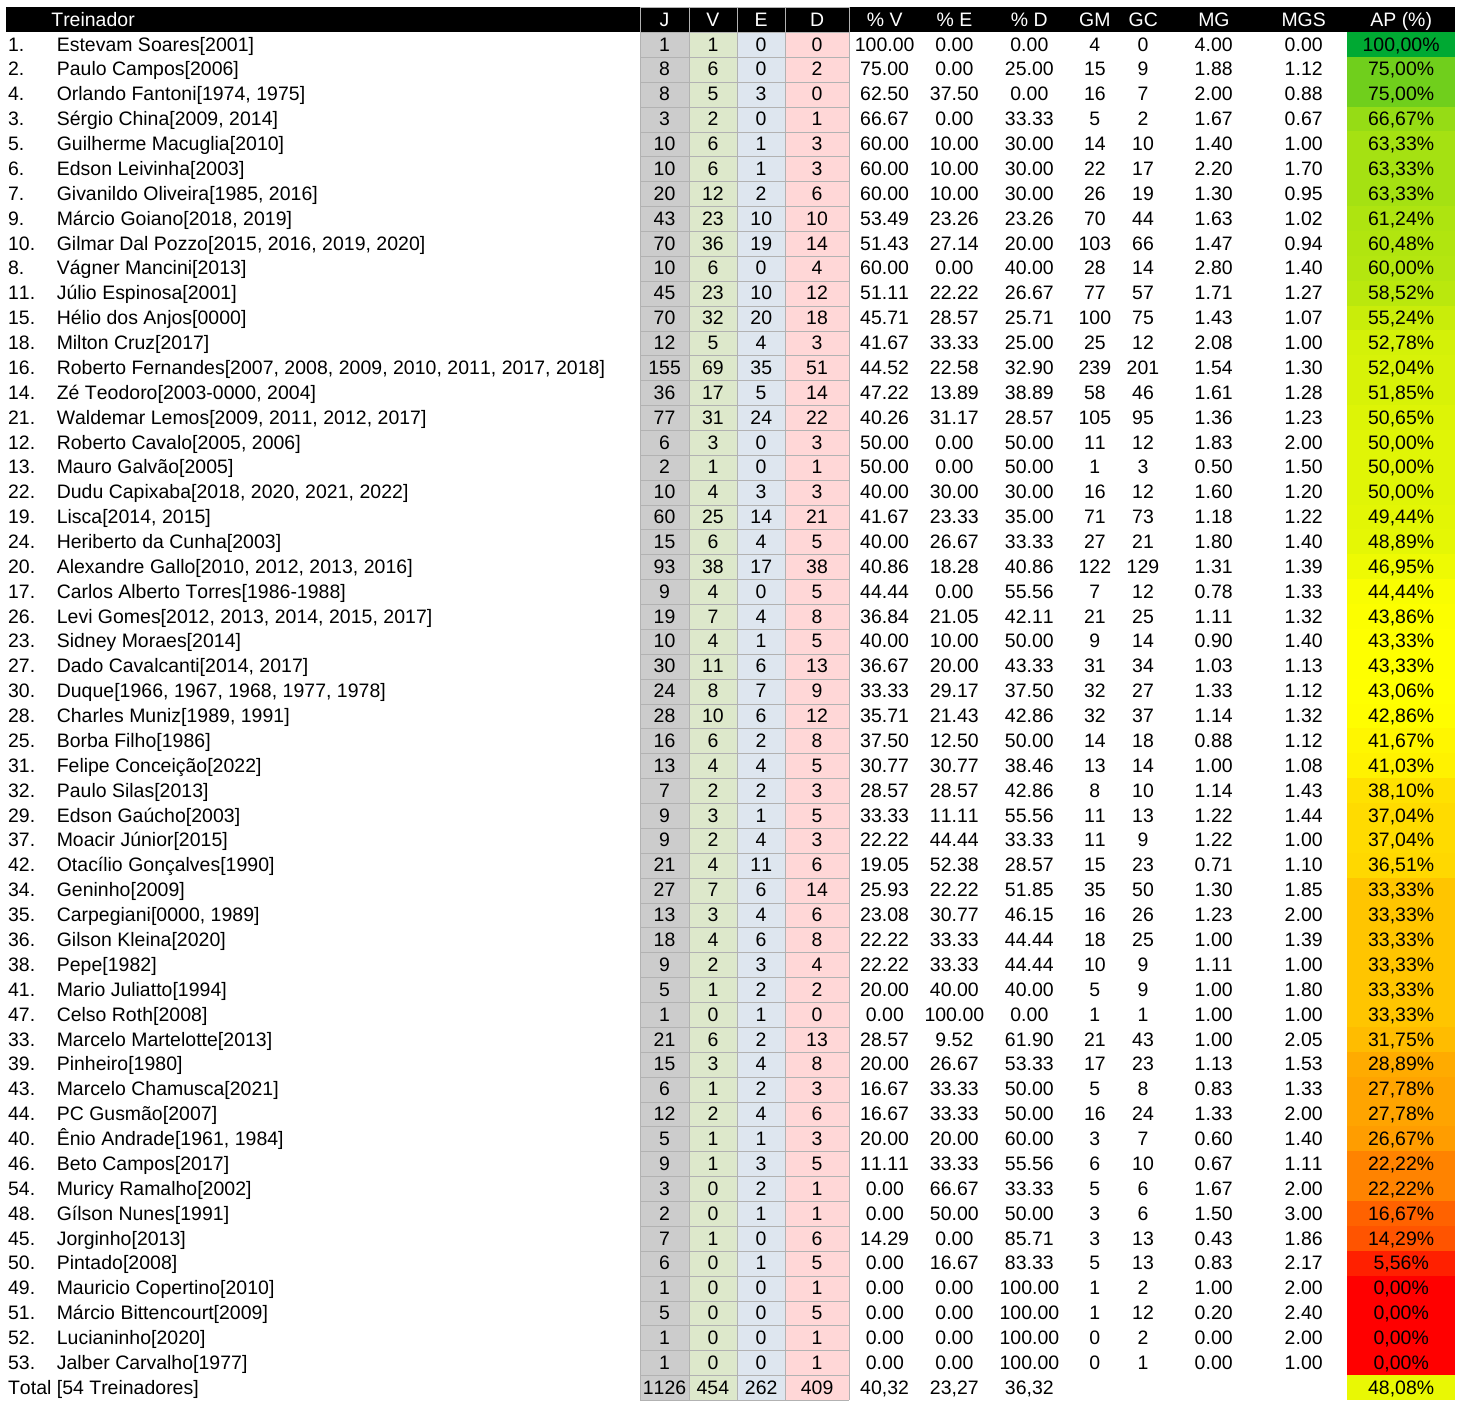 Treinador J V E D % V % E % D GM GC MG MGS AP (%)
1. Estevam Soares[2001] 1 1 0 0 100.00 0.00 0.00 4 0 4.00 0.00 100,00%
2. Paulo Campos[2006] 8 6 0 2 75.00 0.00 25.00 15 9 1.88 1.12 75,00%
4. Orlando Fantoni[1974, 1975] 8 5 3 0 62.50 37.50 0.00 16 7 2.00 0.88 75,00%
3. Sérgio China[2009, 2014] 3 2 0 1 66.67 0.00 33.33 5 2 1.67 0.67 66,67%
5. Guilherme Macuglia[2010] 10 6 1 3 60.00 10.00 30.00 14 10 1.40 1.00 63,33%
6. Edson Leivinha[2003] 10 6 1 3 60.00 10.00 30.00 22 17 2.20 1.70 63,33%
7. Givanildo Oliveira[1985, 2016] 20 12 2 6 60.00 10.00 30.00 26 19 1.30 0.95 63,33%
9. Márcio Goiano[2018, 2019] 43 23 10 10 53.49 23.26 23.26 70 44 1.63 1.02 61,24%
10. Gilmar Dal Pozzo[2015, 2016, 2019, 2020] 70 36 19 14 51.43 27.14 20.00 103 66 1.47 0.94 60,48%
8. Vágner Mancini[2013] 10 6 0 4 60.00 0.00 40.00 28 14 2.80 1.40 60,00%
11. Júlio Espinosa[2001] 45 23 10 12 51.11 22.22 26.67 77 57 1.71 1.27 58,52%
15. Hélio dos Anjos[0000] 70 32 20 18 45.71 28.57 25.71 100 75 1.43 1.07 55,24%
18. Milton Cruz[2017] 12 5 4 3 41.67 33.33 25.00 25 12 2.08 1.00 52,78%
16. Roberto Fernandes[2007, 2008, 2009, 2010, 2011, 2017, 2018] 155 69 35 51 44.52 22.58 32.90 239 201 1.54 1.30 52,04%
14. Zé Teodoro[2003-0000, 2004] 36 17 5 14 47.22 13.89 38.89 58 46 1.61 1.28 51,85%
21. Waldemar Lemos[2009, 2011, 2012, 2017] 77 31 24 22 40.26 31.17 28.57 105 95 1.36 1.23 50,65%
12. Roberto Cavalo[2005, 2006] 6 3 0 3 50.00 0.00 50.00 11 12 1.83 2.00 50,00%
13. Mauro Galvão[2005] 2 1 0 1 50.00 0.00 50.00 1 3 0.50 1.50 50,00%
22. Dudu Capixaba[2018, 2020, 2021, 2022] 10 4 3 3 40.00 30.00 30.00 16 12 1.60 1.20 50,00%
19. Lisca[2014, 2015] 60 25 14 21 41.67 23.33 35.00 71 73 1.18 1.22 49,44%
24. Heriberto da Cunha[2003] 15 6 4 5 40.00 26.67 33.33 27 21 1.80 1.40 48,89%
20. Alexandre Gallo[2010, 2012, 2013, 2016] 93 38 17 38 40.86 18.28 40.86 122 129 1.31 1.39 46,95%
17. Carlos Alberto Torres[1986-1988] 9 4 0 5 44.44 0.00 55.56 7 12 0.78 1.33 44,44%
26. Levi Gomes[2012, 2013, 2014, 2015, 2017] 19 7 4 8 36.84 21.05 42.11 21 25 1.11 1.32 43,86%
23. Sidney Moraes[2014] 10 4 1 5 40.00 10.00 50.00 9 14 0.90 1.40 43,33%
27. Dado Cavalcanti[2014, 2017] 30 11 6 13 36.67 20.00 43.33 31 34 1.03 1.13 43,33%
30. Duque[1966, 1967, 1968, 1977, 1978] 24 8 7 9 33.33 29.17 37.50 32 27 1.33 1.12 43,06%
28. Charles Muniz[1989, 1991] 28 10 6 12 35.71 21.43 42.86 32 37 1.14 1.32 42,86%
25. Borba Filho[1986] 16 6 2 8 37.50 12.50 50.00 14 18 0.88 1.12 41,67%
31. Felipe Conceição[2022] 13 4 4 5 30.77 30.77 38.46 13 14 1.00 1.08 41,03%
32. Paulo Silas[2013] 7 2 2 3 28.57 28.57 42.86 8 10 1.14 1.43 38,10%
29. Edson Gaúcho[2003] 9 3 1 5 33.33 11.11 55.56 11 13 1.22 1.44 37,04%
37. Moacir Júnior[2015] 9 2 4 3 22.22 44.44 33.33 11 9 1.22 1.00 37,04%
42. Otacílio Gonçalves[1990] 21 4 11 6 19.05 52.38 28.57 15 23 0.71 1.10 36,51%
34. Geninho[2009] 27 7 6 14 25.93 22.22 51.85 35 50 1.30 1.85 33,33%
35. Carpegiani[0000, 1989] 13 3 4 6 23.08 30.77 46.15 16 26 1.23 2.00 33,33%
36. Gilson Kleina[2020] 18 4 6 8 22.22 33.33 44.44 18 25 1.00 1.39 33,33%
38. Pepe[1982] 9 2 3 4 22.22 33.33 44.44 10 9 1.11 1.00 33,33%
41. Mario Juliatto[1994] 5 1 2 2 20.00 40.00 40.00 5 9 1.00 1.80 33,33%
47. Celso Roth[2008] 1 0 1 0 0.00 100.00 0.00 1 1 1.00 1.00 33,33%
33. Marcelo Martelotte[2013] 21 6 2 13 28.57 9.52 61.90 21 43 1.00 2.05 31,75%
39. Pinheiro[1980] 15 3 4 8 20.00 26.67 53.33 17 23 1.13 1.53 28,89%
43. Marcelo Chamusca[2021] 6 1 2 3 16.67 33.33 50.00 5 8 0.83 1.33 27,78%
44. PC Gusmão[2007] 12 2 4 6 16.67 33.33 50.00 16 24 1.33 2.00 27,78%
40. Ênio Andrade[1961, 1984] 5 1 1 3 20.00 20.00 60.00 3 7 0.60 1.40 26,67%
46. Beto Campos[2017] 9 1 3 5 11.11 33.33 55.56 6 10 0.67 1.11 22,22%
54. Muricy Ramalho[2002] 3 0 2 1 0.00 66.67 33.33 5 6 1.67 2.00 22,22%
48. Gílson Nunes[1991] 2 0 1 1 0.00 50.00 50.00 3 6 1.50 3.00 16,67%
45. Jorginho[2013] 7 1 0 6 14.29 0.00 85.71 3 13 0.43 1.86 14,29%
50. Pintado[2008] 6 0 1 5 0.00 16.67 83.33 5 13 0.83 2.17 5,56%
49. Mauricio Copertino[2010] 1 0 0 1 0.00 0.00 100.00 1 2 1.00 2.00 0,00%
51. Márcio Bittencourt[2009] 5 0 0 5 0.00 0.00 100.00 1 12 0.20 2.40 0,00%
52. Lucianinho[2020] 1 0 0 1 0.00 0.00 100.00 0 2 0.00 2.00 0,00%
53. Jalber Carvalho[1977] 1 0 0 1 0.00 0.00 100.00 0 1 0.00 1.00 0,00%
Total [54 Treinadores] 1126 454 262 409 40,32 23,27 36,32 48,08%